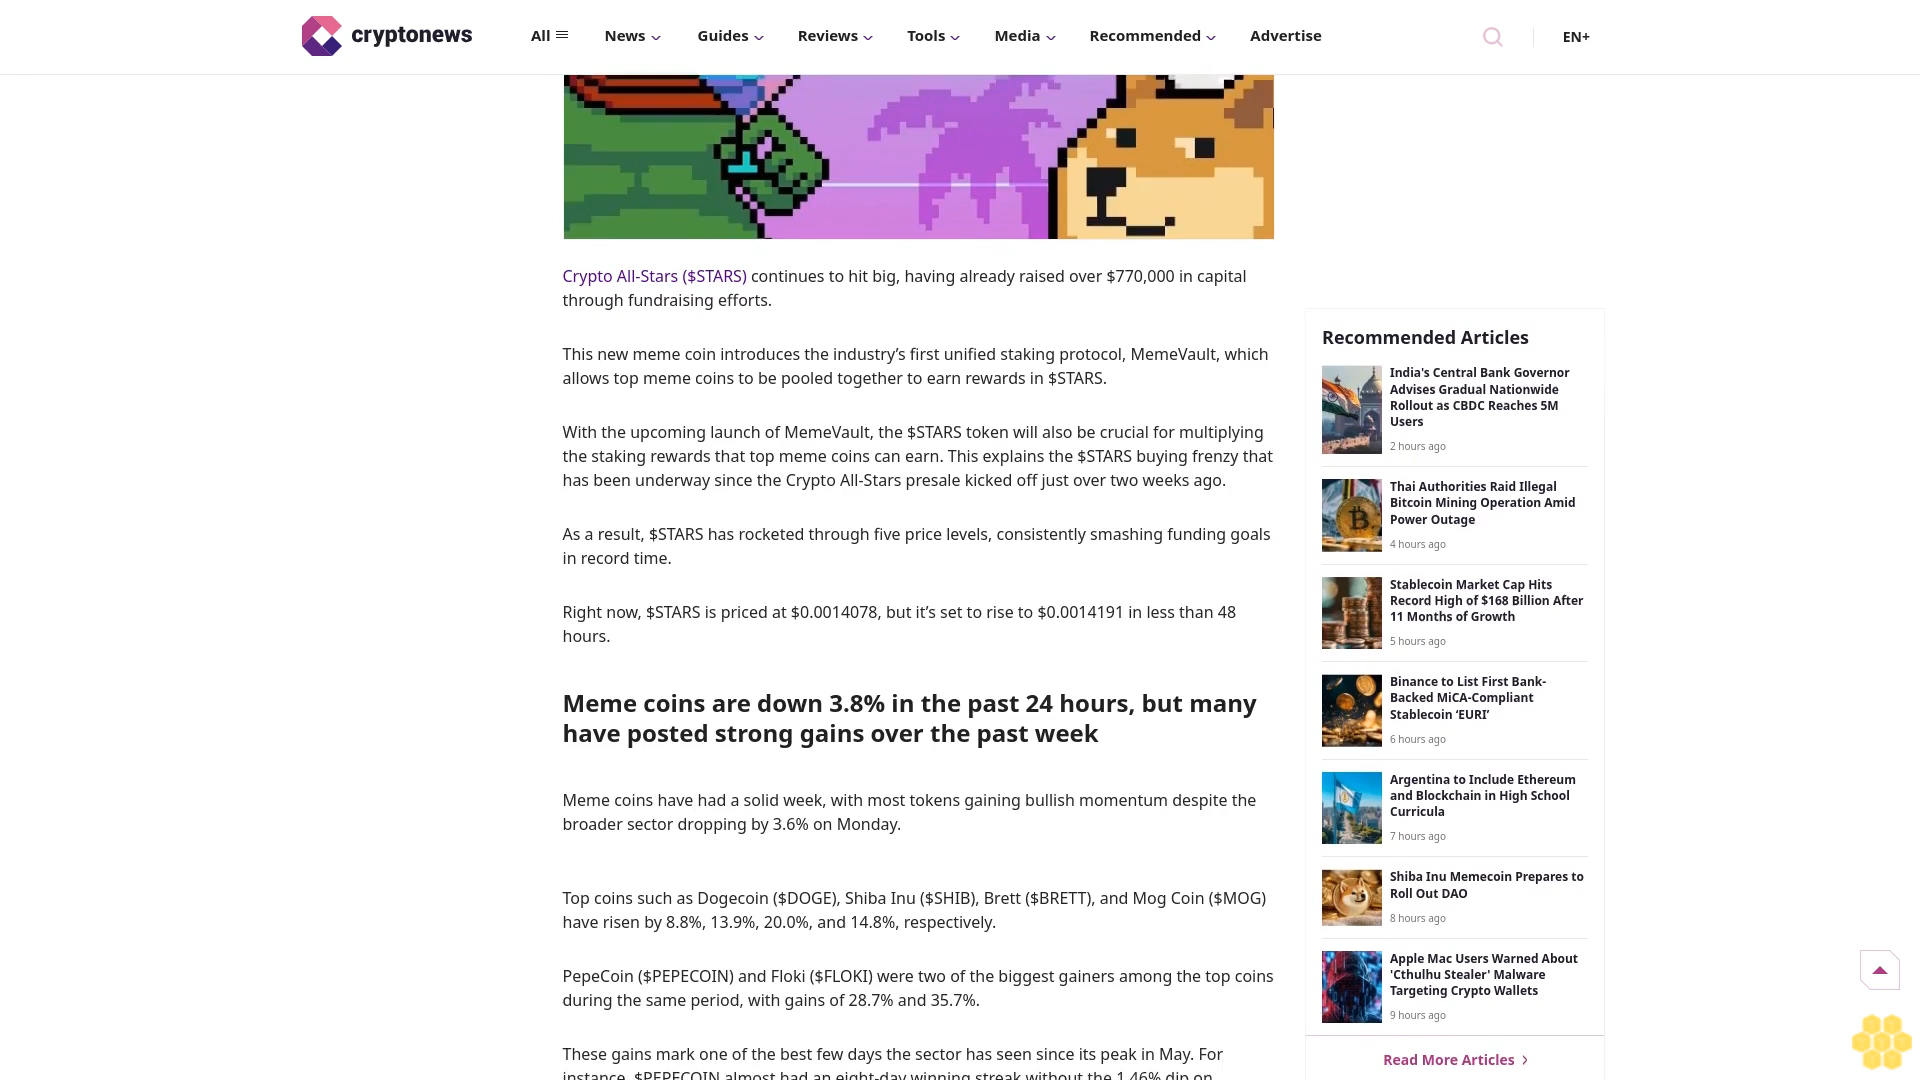 cryptonews
All
News
Guides
Reviews
Tools
Media
Recommended
Advertise
EN+
Crypto All-Stars ($STARS) continues to hit big, having already raised over $770,000 in capital
through fundraising efforts.
This new meme coin introduces the industry’s first unified staking protocol, MemeVault, which
allows top meme coins to be pooled together to earn rewards in $STARS.
With the upcoming launch of MemeVault, the $STARS token will also be crucial for multiplying
the staking rewards that top meme coins can earn. This explains the $STARS buying frenzy that
has been underway since the Crypto All-Stars presale kicked off just over two weeks ago.
As a result, $STARS has rocketed through five price levels, consistently smashing funding goals
in record time.
Right now, $STARS is priced at $0.0014078, but it’s set to rise to $0.0014191 in less than 48
hours.
Meme coins are down 3.8% in the past 24 hours, but many
have posted strong gains over the past week
Meme coins have had a solid week, with most tokens gaining bullish momentum despite the
broader sector dropping by 3.6% on Monday.
Top coins such as Dogecoin ($DOGE), Shiba Inu ($SHIB), Brett ($BRETT), and Mog Coin ($MOG)
have risen by 8.8%, 13.9%, 20.0%, and 14.8%, respectively.
PepeCoin ($PEPECOIN) and Floki ($FLOKI) were two of the biggest gainers among the top coins
during the same period, with gains of 28.7% and 35.7%.
These gains mark one of the best few days the sector has seen since its peak in May. For
instance, $PEPECOIN almost had an eight-day winning streak without the 1.46% dip on
Recommended Articles
India's Central Bank Governor
Advises Gradual Nationwide
Rollout as CBDC Reaches 5M
Users
2 hours ago
Thai Authorities Raid Illegal
Bitcoin Mining Operation Amid
Power Outage
4 hours ago
Stablecoin Market Cap Hits
Record High of $168 Billion After
11 Months of Growth
5 hours ago
Binance to List First Bank-
Backed MiCA-Compliant
Stablecoin ‘EURI’
6 hours ago
Argentina to Include Ethereum
and Blockchain in High School
Curricula
7 hours ago
Shiba Inu Memecoin Prepares to
Roll Out DAO
8 hours ago
Apple Mac Users Warned About
'Cthulhu Stealer' Malware
Targeting Crypto Wallets
9 hours ago
Read More Articles